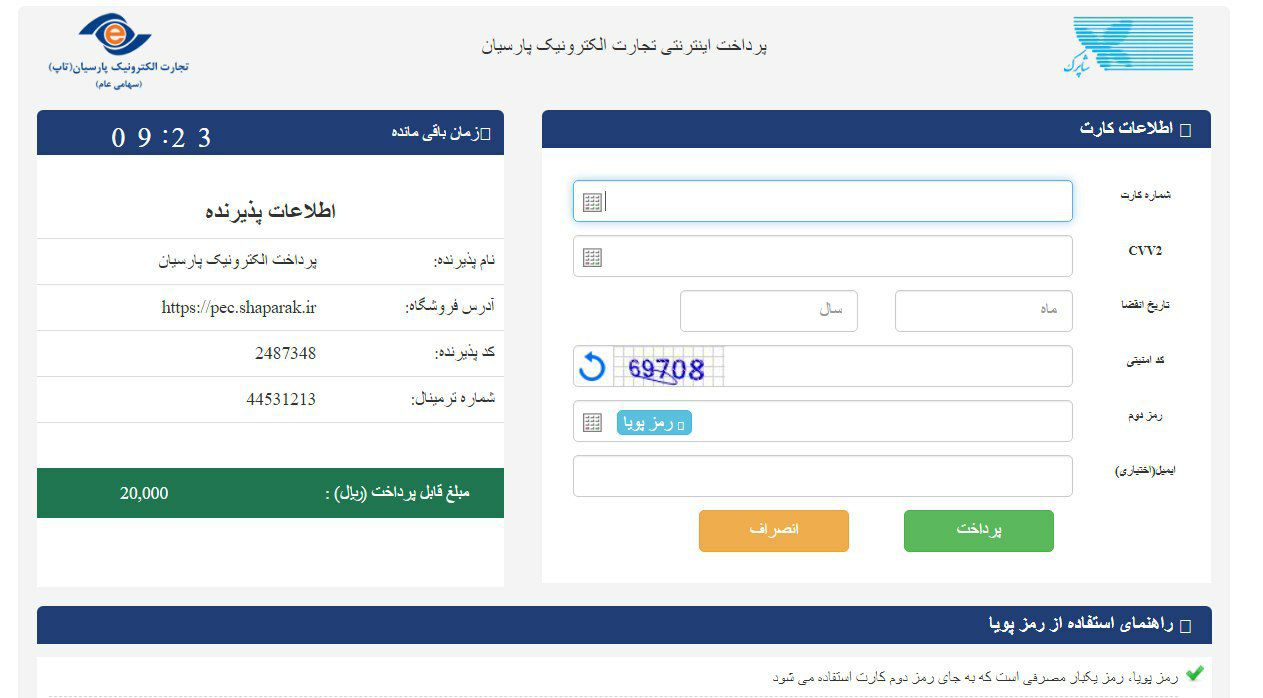 شاپرک
پرداخت اینترنتی تجارت الکترونیک پارسیان
e
تجارت الکترونیک پارسیان(تاپ)
(سهامی عام)
اطلاعات کارت
شماره کارت
CVV2
تاریخ انقضا
ماه
سال
کد امنیتی
69708
رمز دوم
رمز پویا
ایمیل(اختیاری)
پرداخت
انصراف
زمان باقی مانده
09:23
اطلاعات پذیرنده
نام پذیرنده: پرداخت الکترونیک پارسیان
آدرس فروشگاه: https://pec.shaparak.ir
کد پذیرنده: 2487348
شماره ترمینال: 44531213
مبلغ قابل پرداخت (ریال) : 20,000
راهنمای استفاده از رمز پویا
رمز پویا، رمز یکبار مصرفی است که به جای رمز دوم کارت استفاده می شود